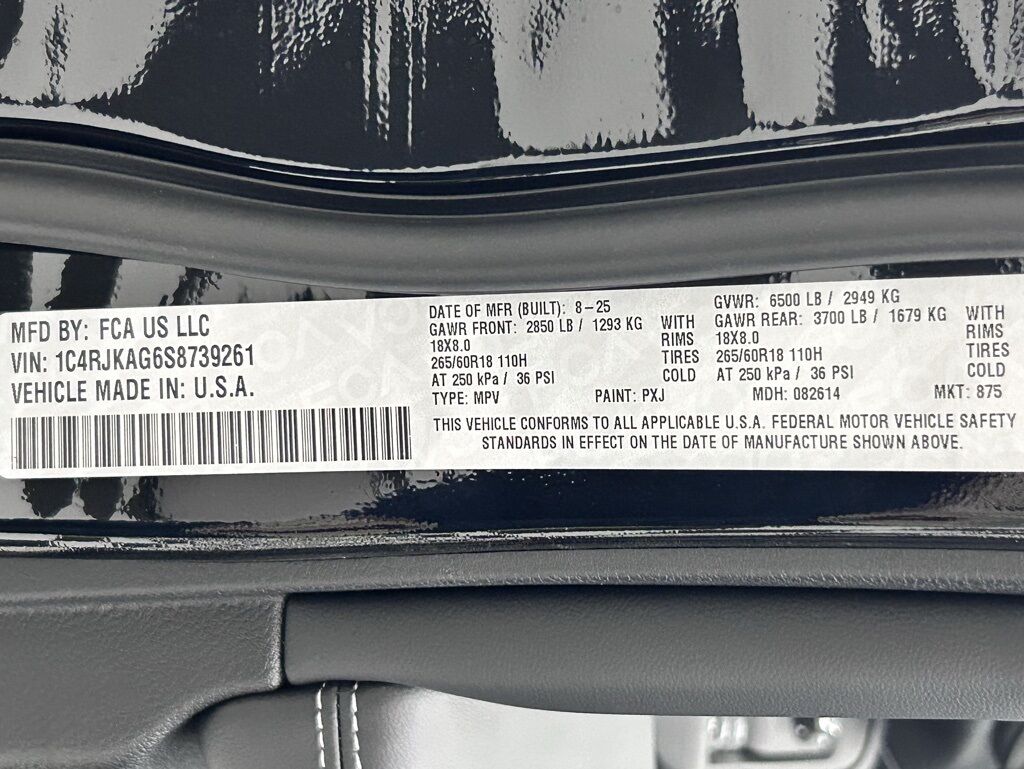 MFD BY: FCA US LLC
VIN: 1C4RJKAG6S8739261
VEHICLE MADE IN: U.S.A.
DATE OF MFR (BUILT): 8-25 GVWR: 6500 LB / 2949 KG
GAWR FRONT: 2850 LB / 1293 KG WITH GAWR REAR: 3700 LB / 1679 KG WITH
18X8.0 RIMS 18X8.0 RIMS
265/60R18 110H TIRES 265/60R18 110H TIRES
AT 250 kPa / 36 PSI COLD AT 250 kPa / 36 PSI COLD
TYPE: MPV PAINT: PXJ MDH: 082614 MKT: 875
THIS VEHICLE CONFORMS TO ALL APPLICABLE U.S.A. FEDERAL MOTOR VEHICLE SAFETY
STANDARDS IN EFFECT ON THE DATE OF MANUFACTURE SHOWN ABOVE.